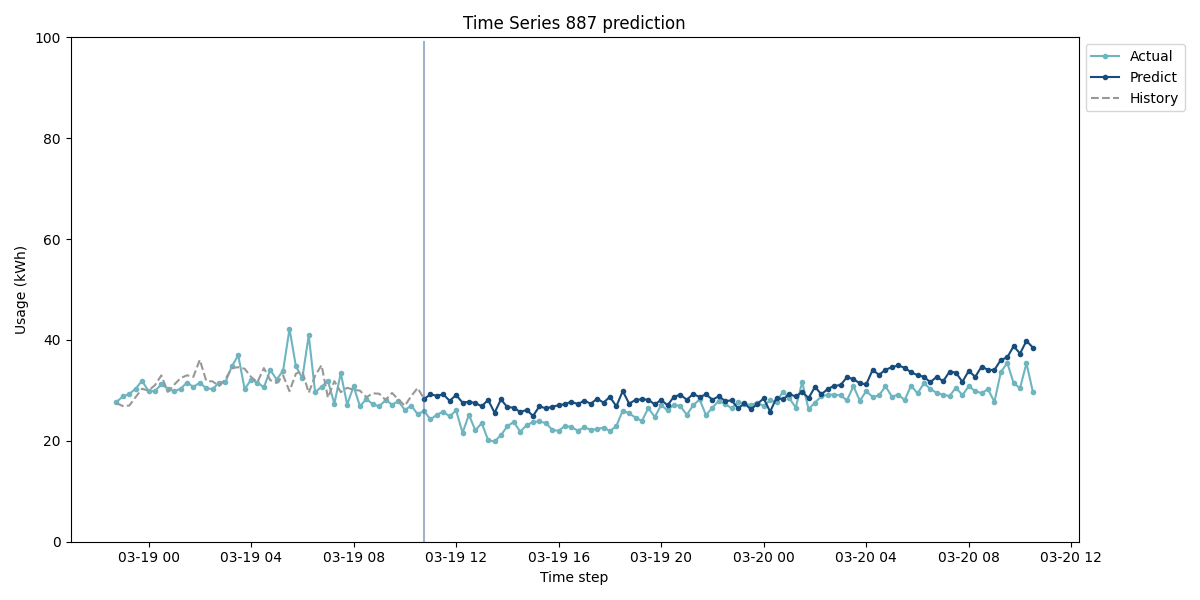 Time Series 887 prediction
Usage (kWh)
100
80
60
40
20
0
03-19 00
03-19 04
03-19 08
03-19 12
03-19 16
03-19 20
03-20 00
03-20 04
03-20 08
03-20 12
Time step
Actual
Predict
History